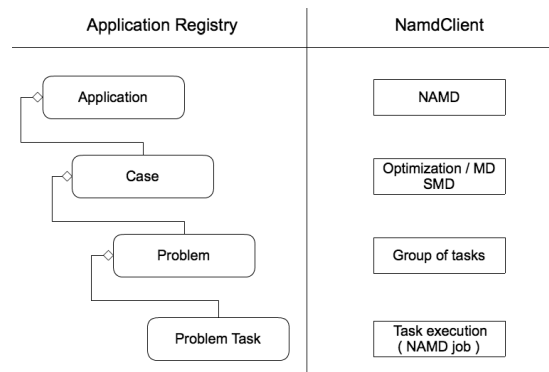 Application Registry
NamdClient
Application
NAMD
Case
Optimization / MD
SMD
Problem
Group of tasks
Problem Task
Task execution
( NAMD job )